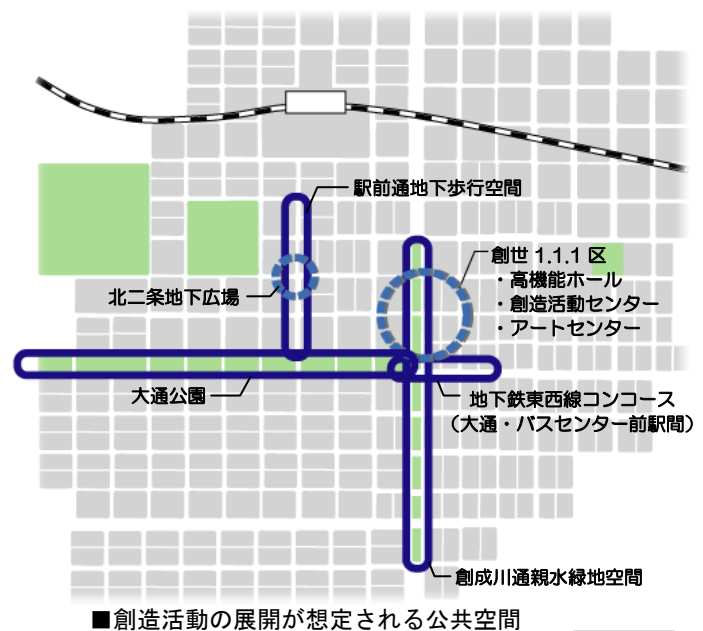 駅前通地下歩行空間
創世 1.1.1 区
・高機能ホール
・創造活動センター
・アートセンター
北二条地下広場
大通公園
地下鉄東西線コンコース
（大通・バスセンター前駅間）
創成川通親水緑地空間
■創造活動の展開が想定される公共空間